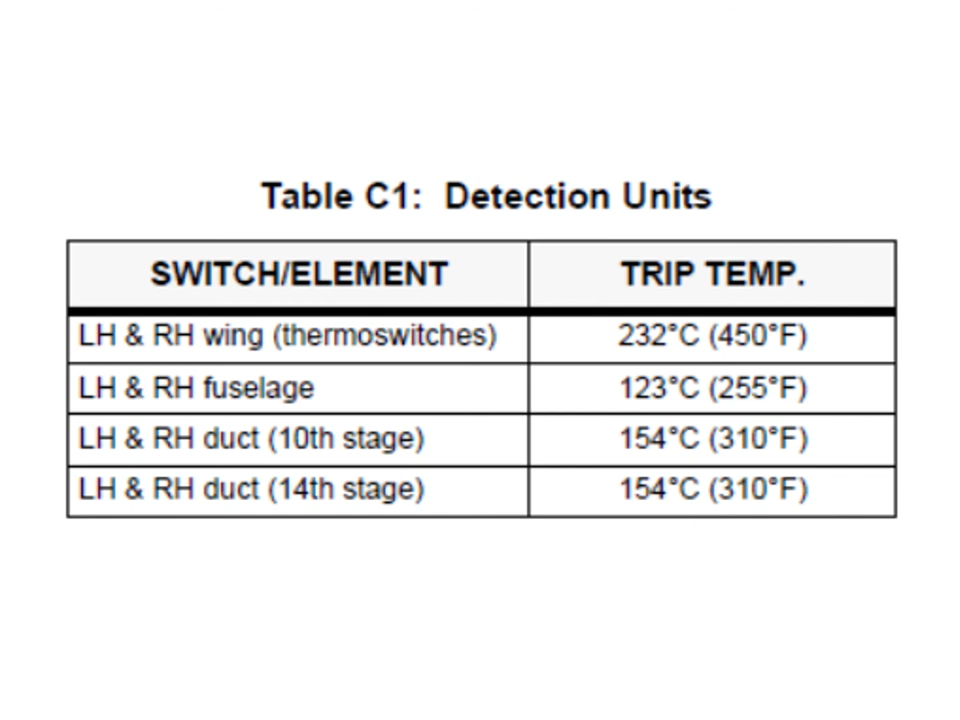 Table C1: Detection Units
SWITCH/ELEMENT TRIP TEMP.
LH & RH wing (thermoswitches) 232°C (450°F)
LH & RH fuselage 123°C (255°F)
LH & RH duct (10th stage) 154°C (310°F)
LH & RH duct (14th stage) 154°C (310°F)